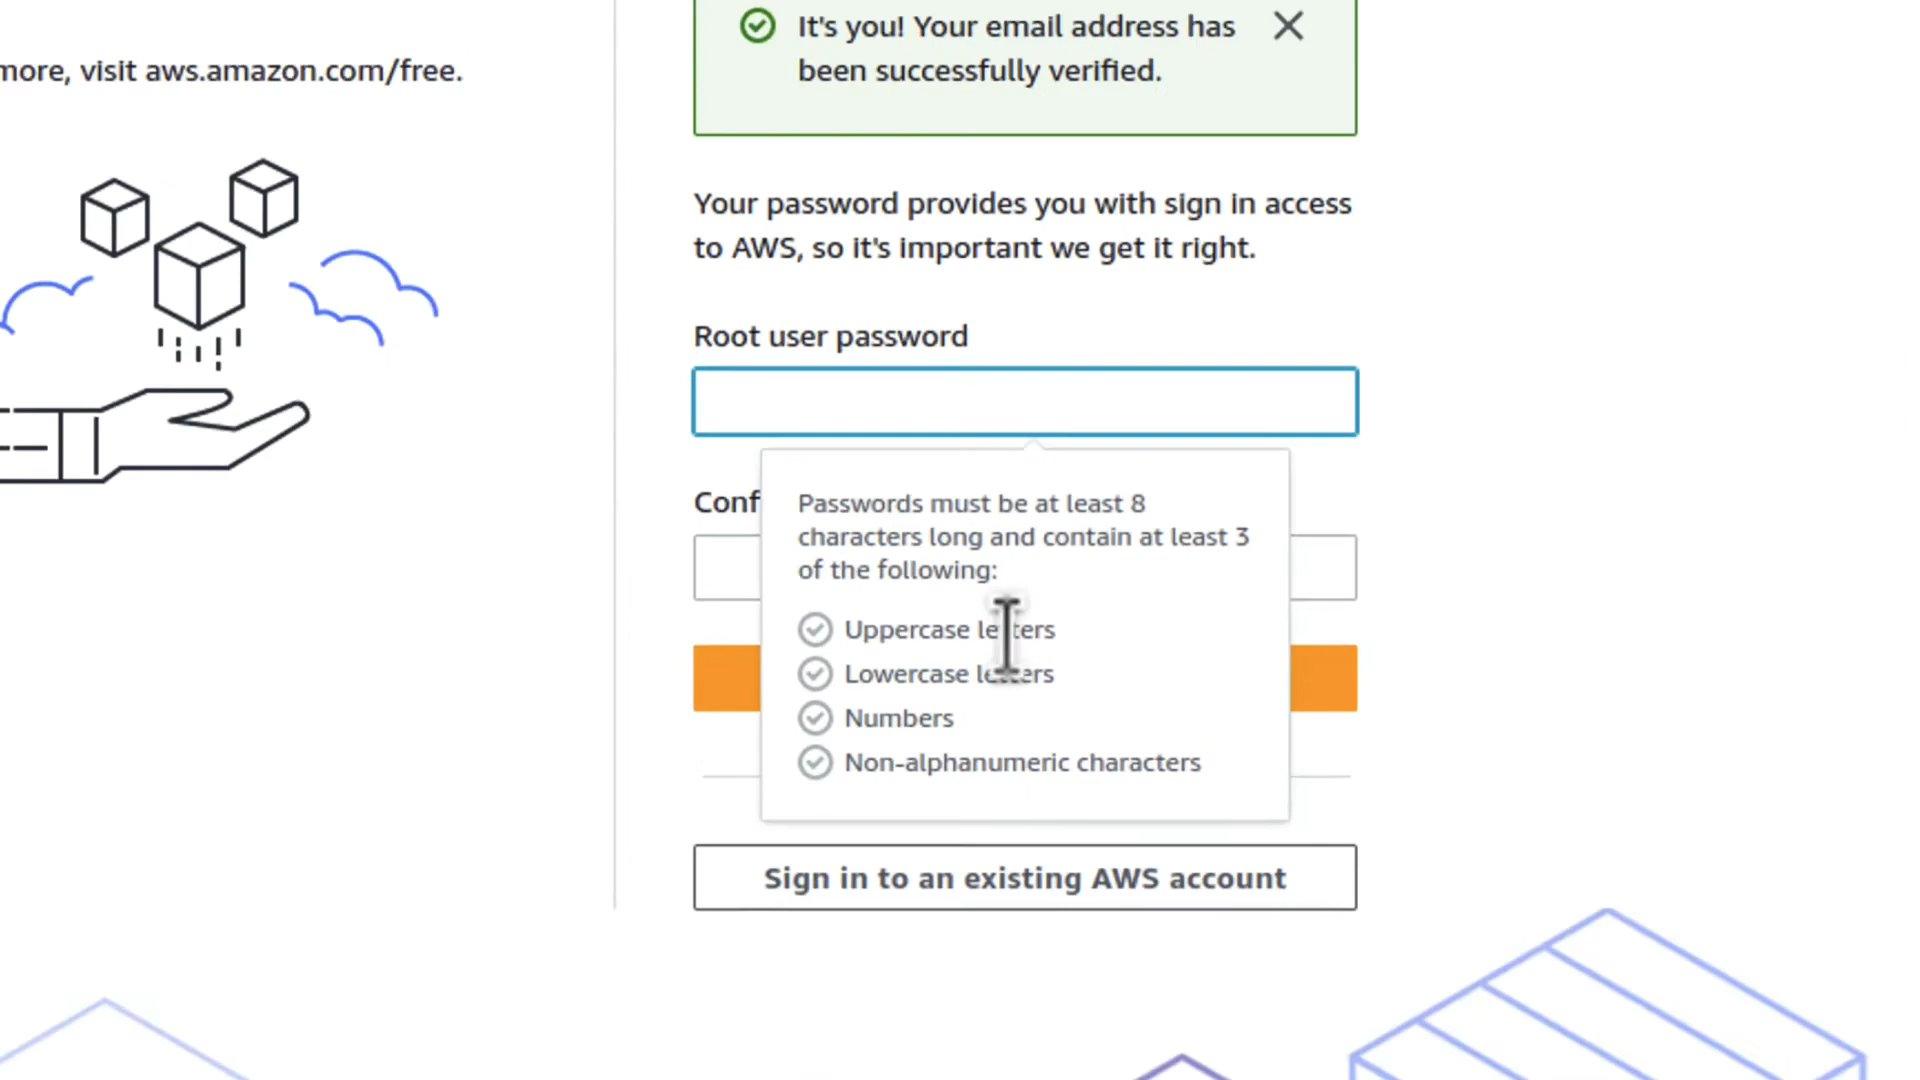 more, visit aws.amazon.com/free.
It's you! Your email address has
been successfully verified.
Your password provides you with sign in access
to AWS, so it's important we get it right.
Root user password
Conf
Passwords must be at least 8
characters long and contain at least 3
of the following:
Uppercase letters
Lowercase letters
Numbers
Non-alphanumeric characters
Sign in to an existing AWS account